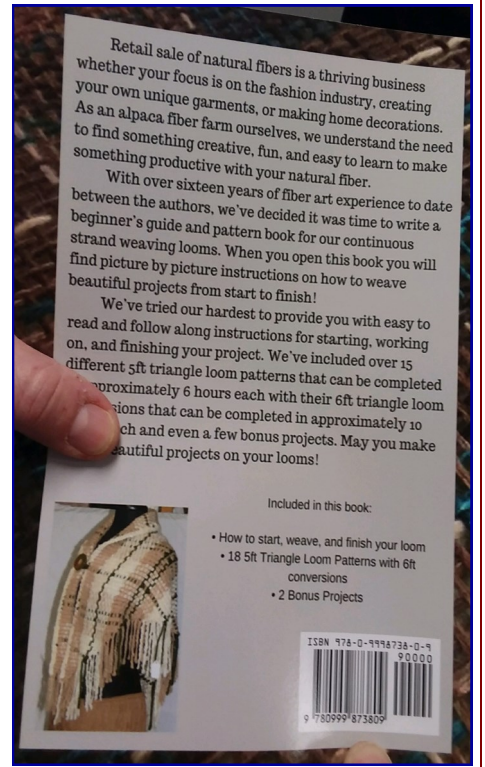 Retail sale of natural fibers is a thriving business
whether your focus is on the fashion industry, creating
your own unique garments, or making home decorations.
As an alpaca fiber farm ourselves, we understand the need
to find something creative, fun, and easy to learn to make
something productive with your natural fiber.
With over sixteen years of fiber art experience to date
between the authors, we've decided it was time to write a
beginner's guide and pattern book for our continuous
strand weaving looms. When you open this book you will
find picture by picture instructions on how to weave
beautiful projects from start to finish!
We've tried our hardest to provide you with easy to
read and follow along instructions for starting, working
on, and finishing your project. We've included over 15
different 5ft triangle loom patterns that can be completed
6 hours each with their 6ft triangle loom
that can be completed in approximately 10
and even a few bonus projects. May you make
projects on your looms!
Included in this book:
• How to start, weave, and finish your loom
• 18 5ft Triangle Loom Patterns with 6ft
conversions
• 2 Bonus Projects
ISBN 978-0-9998738-0-9
90000
9 780999 873809